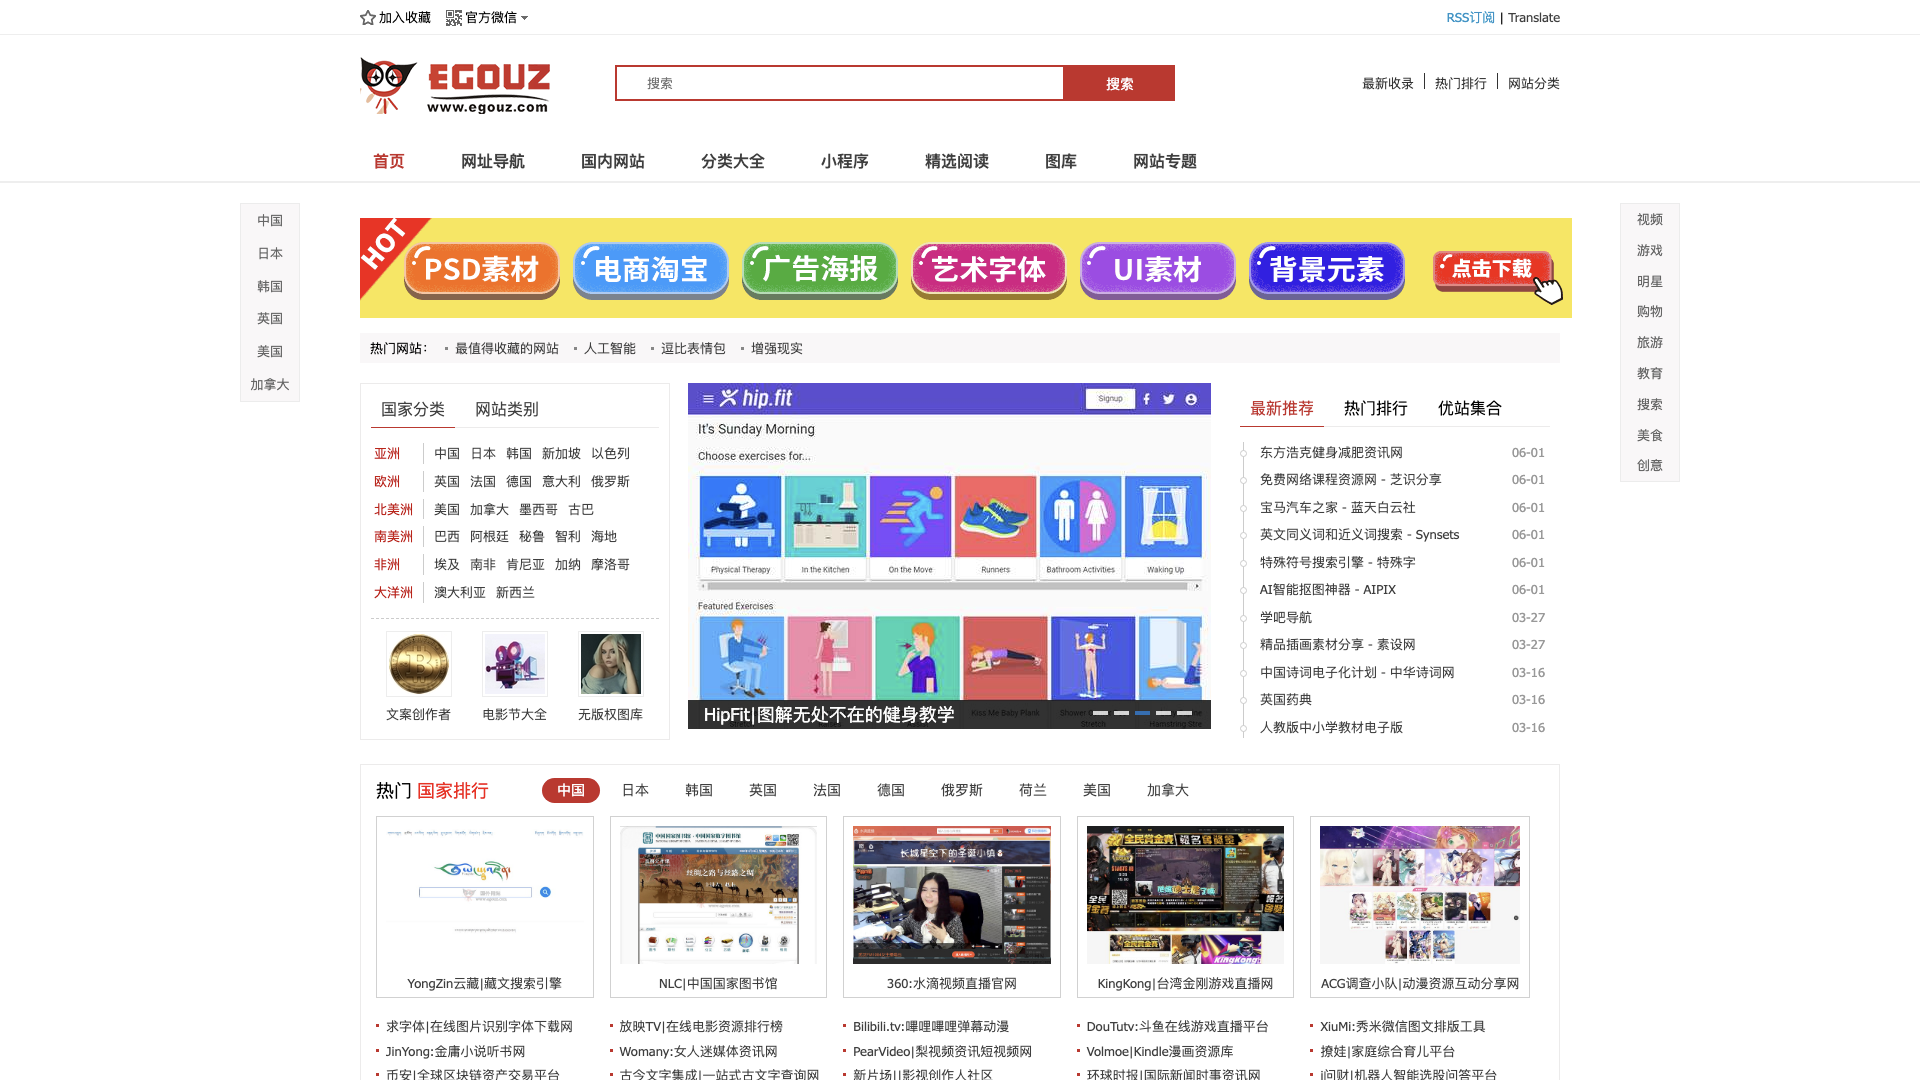 加入收藏 官方微信
RSS订阅 | Translate
EGOUZ
www.egouz.com
搜索
搜索
最新收录 热门排行 网站分类
首页 网址导航 国内网站 分类大全 小程序 精选阅读 图库 网站专题
中国
日本
韩国
英国
美国
加拿大
HOT
PSD素材 电商淘宝 广告海报 艺术字体 UI素材 背景元素 点击下载
视频
游戏
明星
购物
旅游
教育
搜索
美食
创意
热门网站: 最值得收藏的网站 人工智能 逗比表情包 增强现实
国家分类 网站类别
亚洲 中国 日本 韩国 新加坡 以色列
欧洲 英国 法国 德国 意大利 俄罗斯
北美洲 美国 加拿大 墨西哥 古巴
南美洲 巴西 阿根廷 秘鲁 智利 海地
非洲 埃及 南非 肯尼亚 加纳 摩洛哥
大洋洲 澳大利亚 新西兰
文案创作者 电影节大全 无版权图库
hip.fit
Signup
It's Sunday Morning
Choose exercises for...
Physical Therapy In the Kitchen On the Move Runners Bathroom Activities Waking Up
Featured Exercises
Kiss Me Baby Plank
HipFit|图解无处不在的健身教学
最新推荐 热门排行 优站集合
东方浩克健身减肥资讯网 06-01
免费网络课程资源网 - 芝识分享 06-01
宝马汽车之家 - 蓝天白云社 06-01
英文同义词和近义词搜索 - Synsets 06-01
特殊符号搜索引擎 - 特殊字 06-01
AI智能抠图神器 - AIPIX 06-01
学吧导航 03-27
精品插画素材分享 - 素设网 03-27
中国诗词电子化计划 - 中华诗词网 03-16
英国药典 03-16
人教版中小学教材电子版 03-16
热门 国家排行 中国 日本 韩国 英国 法国 德国 俄罗斯 荷兰 美国 加拿大
长城星空下的圣诞小镇
全民賞金賽
YongZin云藏|藏文搜索引擎
NLC|中国国家图书馆
360:水滴视频直播官网
KingKong|台湾金刚游戏直播网
ACG调查小队|动漫资源互动分享网
求字体|在线图片识别字体下载网 放映TV|在线电影资源排行榜 Bilibili.tv:哔哩哔哩弹幕动漫 DouTutv:斗鱼在线游戏直播平台 XiuMi:秀米微信图文排版工具
JinYong:金庸小说听书网 Womany:女人迷媒体资讯网 PearVideo|梨视频资讯短视频网 Volmoe|Kindle漫画资源库 撩娃|家庭综合育儿平台
币安|全球区块链资产交易平台 古今文字集成|一站式古文字查询网 新片场||影视创作人社区 环球时报|国际新闻时事资讯网 i问财|机器人智能选股问答平台